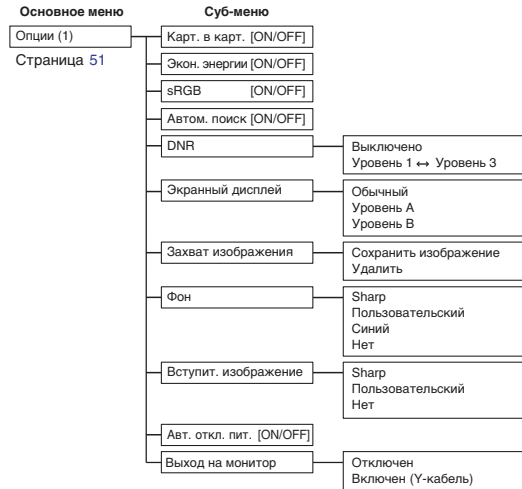 Основное меню Суб-меню
Опции (1)
Страница 51
Карт. в карт. [ON/OFF]
Экон. энергии [ON/OFF]
sRGB [ON/OFF]
Автом. поиск [ON/OFF]
DNR
Выключено
Уровень 1 ↔ Уровень 3
Экранный дисплей
Обычный
Уровень A
Уровень B
Захват изображения
Сохранить изображение
Удалить
Фон
Sharp
Пользовательский
Синий
Нет
Вступит. изображение
Sharp
Пользовательский
Нет
Авт. откл. пит. [ON/OFF]
Выход на монитор
Отключен
Включен (Y-кабель)